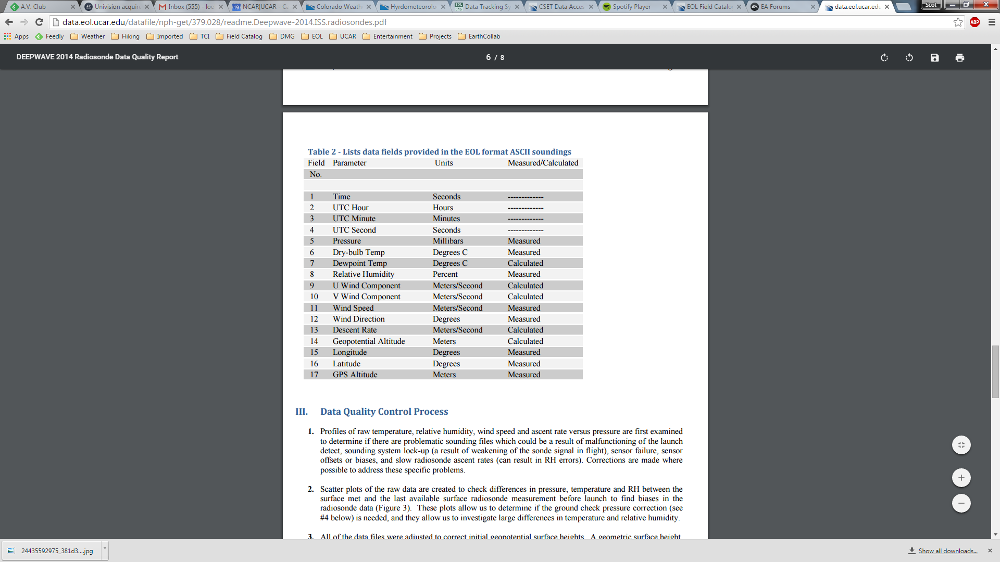 A.V. Club
Univision acquire
Inbox (555) - loe
19 NCAR|UCAR - Ca
Colorado Weath
Hyrdometeorolo
EOL DMG Data Tracking Sy
CSET Data Acces
Spotify Player
EOL Field Catalo
EA EA Forums
data.eol.ucar.edu
Scot
data.eol.ucar.edu/datafile/nph-get/379.028/readme.Deepwave-2014.ISS.radiosondes.pdf
ABP
Apps Feedly Weather Hiking Imported TCI Field Catalog DMG EOL UCAR Entertainment Projects EarthCollab
DEEPWAVE 2014 Radiosonde Data Quality Report
6 / 8
Table 2 - Lists data fields provided in the EOL format ASCII soundings
Field Parameter Units Measured/Calculated
No.
1 Time Seconds -------------
2 UTC Hour Hours -------------
3 UTC Minute Minutes -------------
4 UTC Second Seconds -------------
5 Pressure Millibars Measured
6 Dry-bulb Temp Degrees C Measured
7 Dewpoint Temp Degrees C Calculated
8 Relative Humidity Percent Measured
9 U Wind Component Meters/Second Calculated
10 V Wind Component Meters/Second Calculated
11 Wind Speed Meters/Second Measured
12 Wind Direction Degrees Measured
13 Descent Rate Meters/Second Calculated
14 Geopotential Altitude Meters Calculated
15 Longitude Degrees Measured
16 Latitude Degrees Measured
17 GPS Altitude Meters Measured
III. Data Quality Control Process
1. Profiles of raw temperature, relative humidity, wind speed and ascent rate versus pressure are first examined
to determine if there are problematic sounding files which could be a result of malfunctioning of the launch
detect, sounding system lock-up (a result of weakening of the sonde signal in flight), sensor failure, sensor
offsets or biases, and slow radiosonde ascent rates (can result in RH errors). Corrections are made where
possible to address these specific problems.
2. Scatter plots of the raw data are created to check differences in pressure, temperature and RH between the
surface met and the last available surface radiosonde measurement before launch to find biases in the
radiosonde data (Figure 3). These plots allow us to determine if the ground check pressure correction (see
#4 below) is needed, and they allow us to investigate large differences in temperature and relative humidity.
3. All of the data files were adjusted to correct initial geopotential surface heights. A geometric surface height
24435592975_381d3....jpg
Show all downloads...